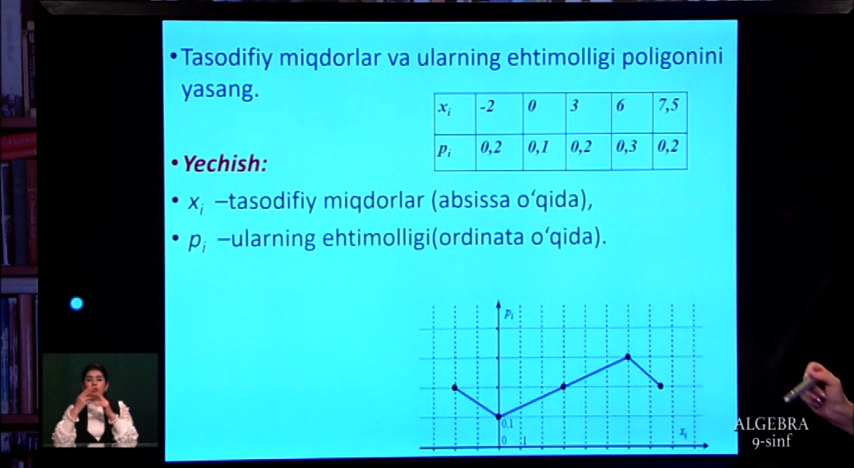 • Tasodifiy miqdorlar va ularning ehtimolligi poligonini
yasang.
xᵢ -2 0 3 6 7,5
pᵢ 0,2 0,1 0,2 0,3 0,2
• Yechish:
• xᵢ –tasodifiy miqdorlar (absissa o‘qida),
• pᵢ –ularning ehtimolligi(ordinata o‘qida).
pᵢ
0,1
0 1
xᵢ
ALGEBRA
9-sinf